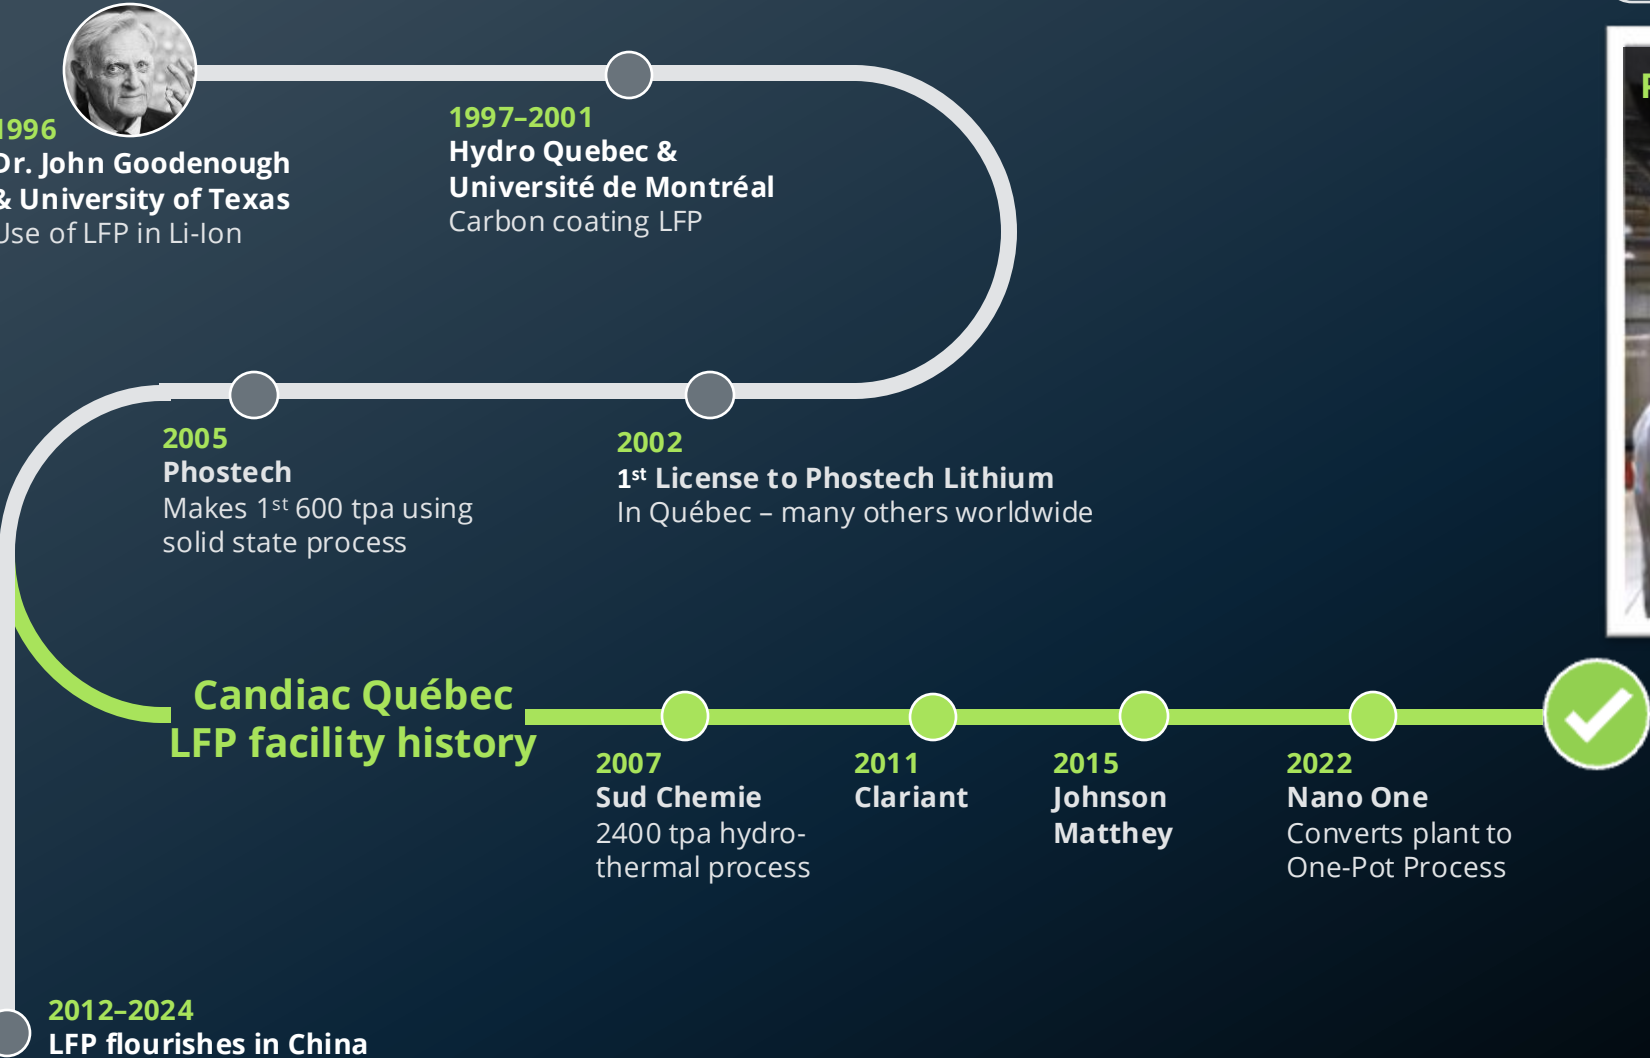 1996
Dr. John Goodenough
& University of Texas
Use of LFP in Li-Ion
1997–2001
Hydro Quebec &
Université de Montréal
Carbon coating LFP
2002
1st License to Phostech Lithium
In Québec – many others worldwide
2005
Phostech
Makes 1st 600 tpa using
solid state process
Candiac Québec
LFP facility history
2007
Sud Chemie
2400 tpa hydro-
thermal process
2011
Clariant
2015
Johnson
Matthey
2022
Nano One
Converts plant to
One-Pot Process
2012–2024
LFP flourishes in China